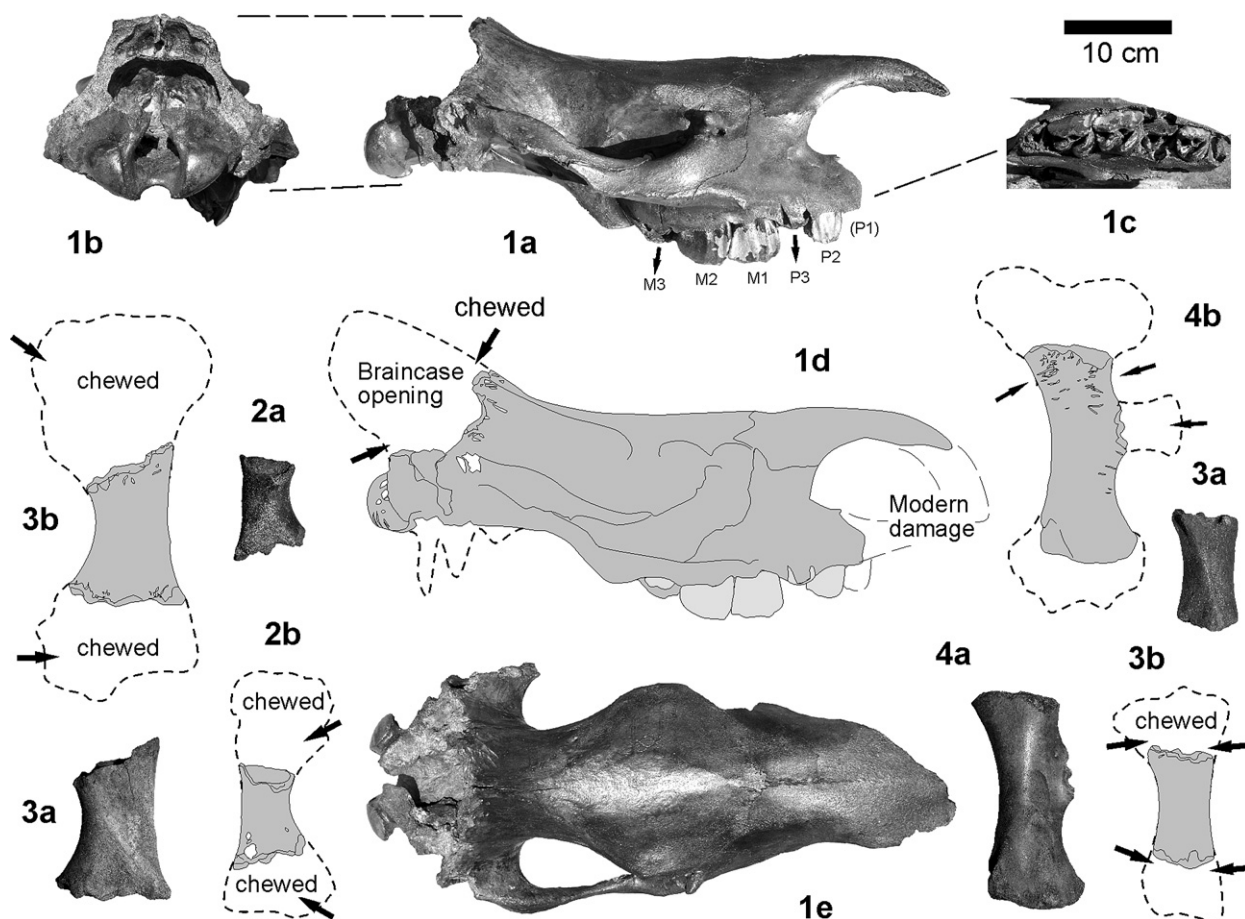 10 cm
1b
1a
1c
(P1)
P2
P3
M1
M2
M3
chewed
4b
1d
Braincase
opening
chewed
2a
3a
3b
Modern
damage
chewed
2b
4a
3b
chewed
chewed
3a
chewed
1e